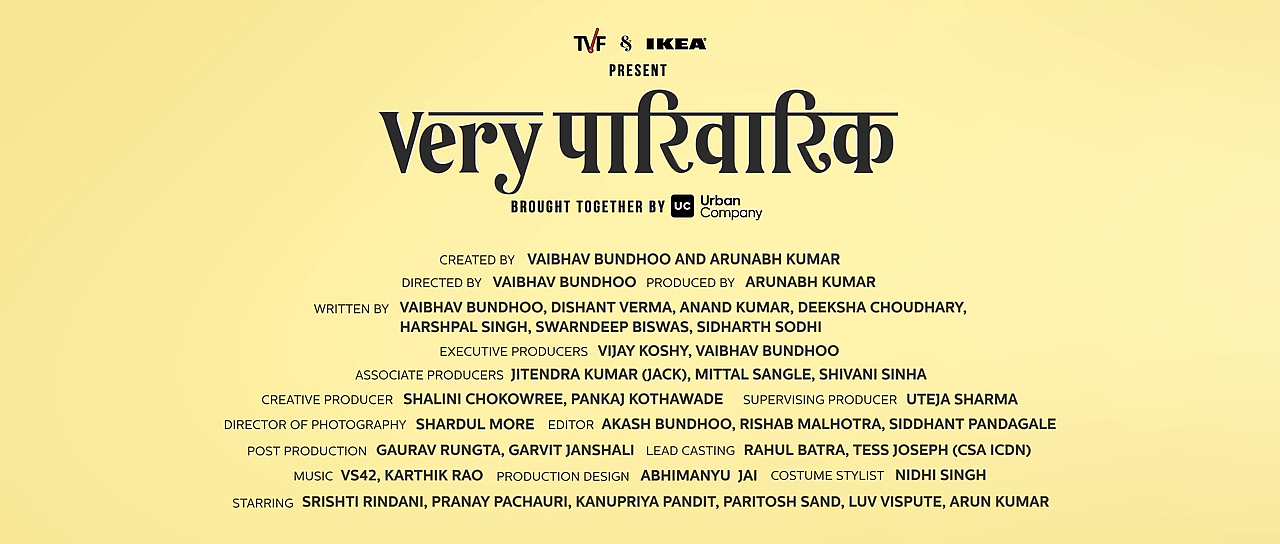 TVF & IKEA
PRESENT
Very पारिवारिक
BROUGHT TOGETHER BY UC Urban Company
CREATED BY VAIBHAV BUNDHOO AND ARUNABH KUMAR
DIRECTED BY VAIBHAV BUNDHOO PRODUCED BY ARUNABH KUMAR
WRITTEN BY VAIBHAV BUNDHOO, DISHANT VERMA, ANAND KUMAR, DEEKSHA CHOUDHARY,
HARSHPAL SINGH, SWARNDEEP BISWAS, SIDHARTH SODHI
EXECUTIVE PRODUCERS VIJAY KOSHY, VAIBHAV BUNDHOO
ASSOCIATE PRODUCERS JITENDRA KUMAR (JACK), MITTAL SANGLE, SHIVANI SINHA
CREATIVE PRODUCER SHALINI CHOKOWREE, PANKAJ KOTHAWADE SUPERVISING PRODUCER UTEJA SHARMA
DIRECTOR OF PHOTOGRAPHY SHARDUL MORE EDITOR AKASH BUNDHOO, RISHAB MALHOTRA, SIDDHANT PANDAGALE
POST PRODUCTION GAURAV RUNGTA, GARVIT JANSHALI LEAD CASTING RAHUL BATRA, TESS JOSEPH (CSA ICDN)
MUSIC VS42, KARTHIK RAO PRODUCTION DESIGN ABHIMANYU JAI COSTUME STYLIST NIDHI SINGH
STARRING SRISHTI RINDANI, PRANAY PACHAURI, KANUPRIYA PANDIT, PARITOSH SAND, LUV VISPUTE, ARUN KUMAR